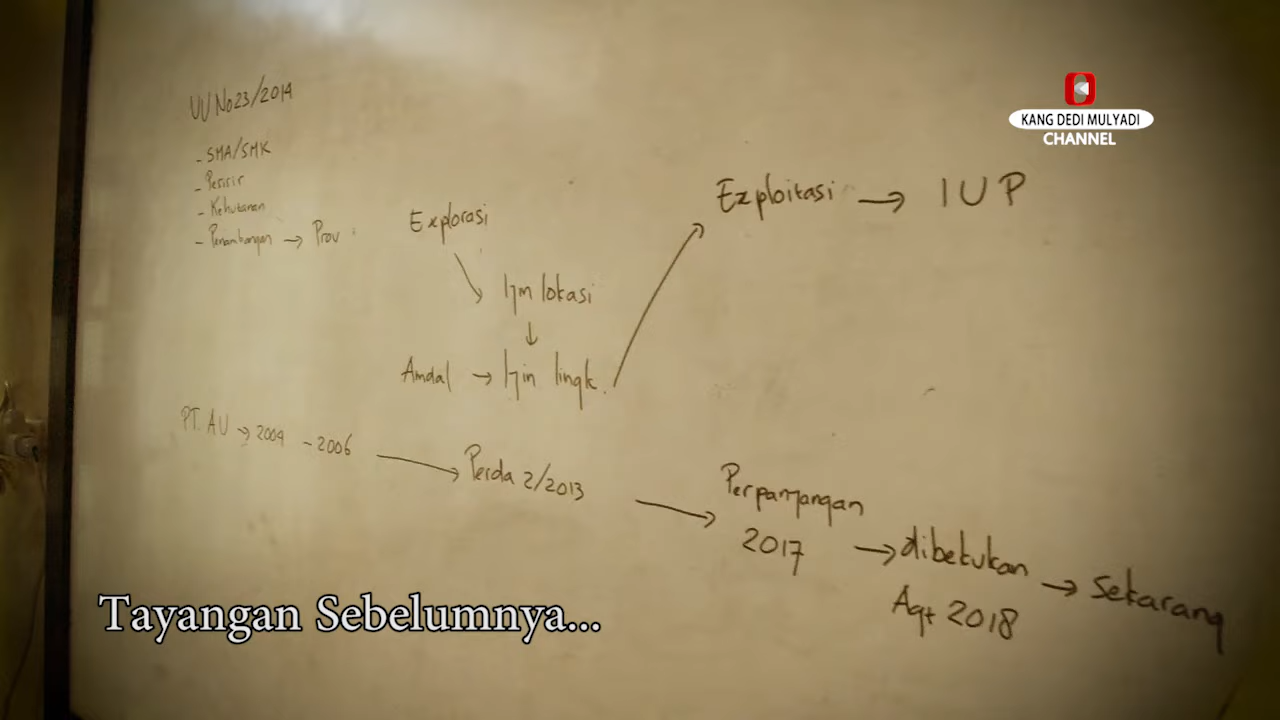 UU No 23/2014
- SMA/SMK
- Pesisir
- Kehutanan
- Penambangan → Prov
Explorasi
Izin lokasi
↓
Amdal → Izin lingk.
Exploitasi → IUP
PT. AU → 2004 - 2006
→ Perda 2/2013
→ Perpanjangan
2017
→ dibekukan
Agt 2018
→ Sekarang
KANG DEDI MULYADI
CHANNEL
Tayangan Sebelumnya...